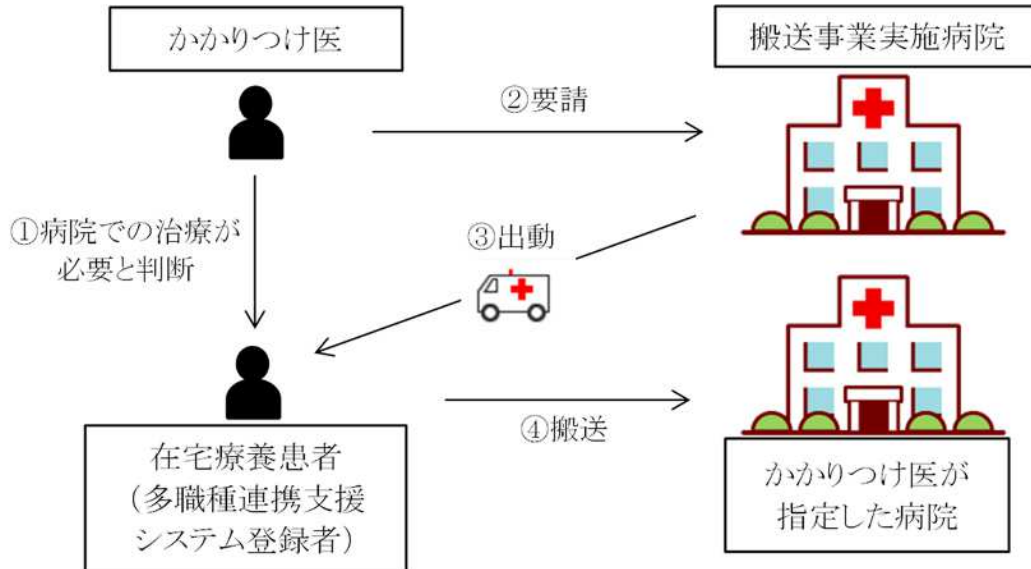 かかりつけ医
搬送事業実施病院
②要請
①病院での治療が
必要と判断
③出動
④搬送
在宅療養患者
（多職種連携支援
システム登録者）
かかりつけ医が
指定した病院